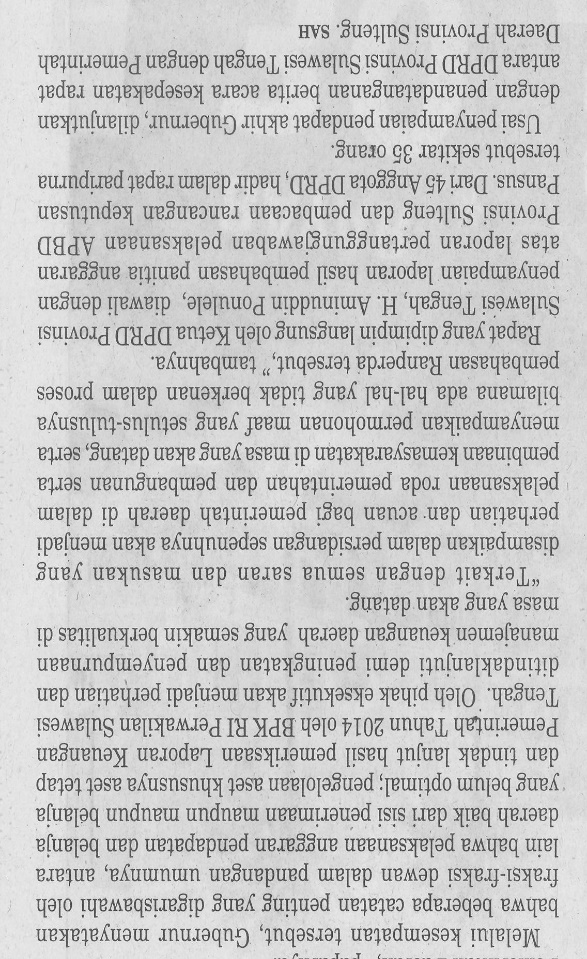 Melalui kesempatan tersebut, Gubernur menyatakan
bahwa beberapa catatan penting yang digarisbawahi oleh
fraksi-fraksi dewan dalam pandangan umumnya, antara
lain bahwa pelaksanaan anggaran pendapatan dan belanja
daerah baik dari sisi penerimaan maupun maupun belanja
yang belum optimal; pengelolaan aset khususnya aset tetap
dan tindak lanjut hasil pemeriksaan Laporan Keuangan
Pemerintah Tahun 2014 oleh BPK RI Perwakilan Sulawesi
Tengah. Oleh pihak eksekutif akan menjadi perhatian dan
ditindaklanjuti demi peningkatan dan penyempurnaan
manajemen keuangan daerah yang semakin berkualitas di
masa yang akan datang.
“Terkait dengan semua saran dan masukan yang
disampaikan dalam persidangan sepenuhnya akan menjadi
perhatian dan acuan bagi pemerintah daerah di dalam
pelaksanaan roda pemerintahan dan pembangunan serta
pembinaan kemasyarakatan di masa yang akan datang, serta
menyampaikan permohonan maaf yang setulus-tulusnya
bilamana ada hal-hal yang tidak berkenan dalam proses
pembahasan Ranperda tersebut,” tambahnya.
Rapat yang dipimpin langsung oleh Ketua DPRD Provinsi
Sulawesi Tengah, H. Aminuddin Ponulele, diawali dengan
penyampaian laporan hasil pembahasan panitia anggaran
atas laporan pertanggungjawaban pelaksanaan APBD
Provinsi Sulteng dan pembacaan rancangan keputusan
Pansus. Dari 45 Anggota DPRD, hadir dalam rapat paripurna
tersebut sekitar 35 orang.
Usai penyampaian pendapat akhir Gubernur, dilanjutkan
dengan penandatanganan berita acara kesepakatan rapat
antara DPRD Provinsi Sulawesi Tengah dengan Pemerintah
Daerah Provinsi Sulteng. SAH